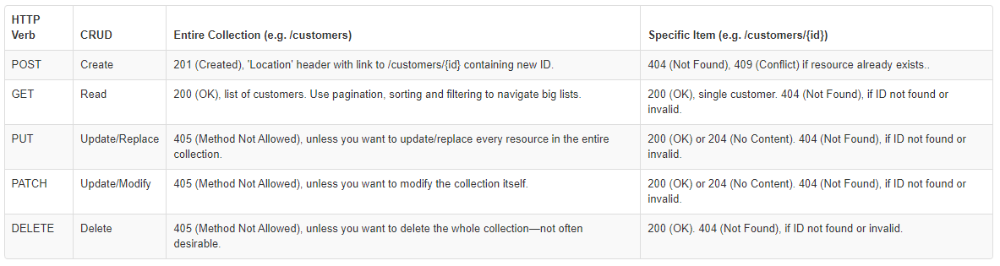 HTTP
Verb CRUD Entire Collection (e.g. /customers) Specific Item (e.g. /customers/{id})
POST Create 201 (Created), 'Location' header with link to /customers/{id} containing new ID. 404 (Not Found), 409 (Conflict) if resource already exists..
GET Read 200 (OK), list of customers. Use pagination, sorting and filtering to navigate big lists. 200 (OK), single customer. 404 (Not Found), if ID not found or
invalid.
PUT Update/Replace 405 (Method Not Allowed), unless you want to update/replace every resource in the entire
collection.
200 (OK) or 204 (No Content). 404 (Not Found), if ID not found or
invalid.
PATCH Update/Modify 405 (Method Not Allowed), unless you want to modify the collection itself. 200 (OK) or 204 (No Content). 404 (Not Found), if ID not found or
invalid.
DELETE Delete 405 (Method Not Allowed), unless you want to delete the whole collection—not often
desirable.
200 (OK). 404 (Not Found), if ID not found or invalid.